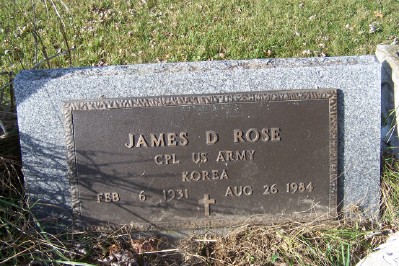 JAMES D ROSE
CPL US ARMY
KOREA
FEB 6 1931 AUG 26 1984